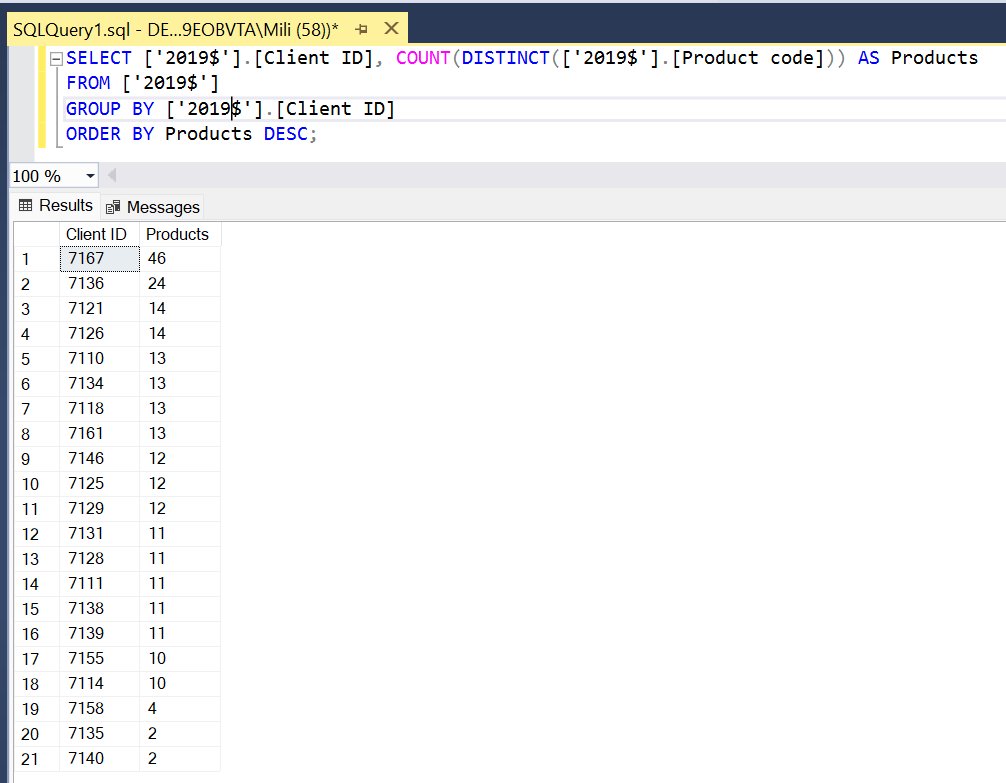 SQLQuery1.sql - DE...9EOBVTA\Mili (58))*
SELECT ['2019$'].[Client ID], COUNT(DISTINCT(['2019$'].[Product code])) AS Products
FROM ['2019$']
GROUP BY ['2019$'].[Client ID]
ORDER BY Products DESC;
100 %
Results Messages
Client ID Products
1 7167 46
2 7136 24
3 7121 14
4 7126 14
5 7110 13
6 7134 13
7 7118 13
8 7161 13
9 7146 12
10 7125 12
11 7129 12
12 7131 11
13 7128 11
14 7111 11
15 7138 11
16 7139 11
17 7155 10
18 7114 10
19 7158 4
20 7135 2
21 7140 2